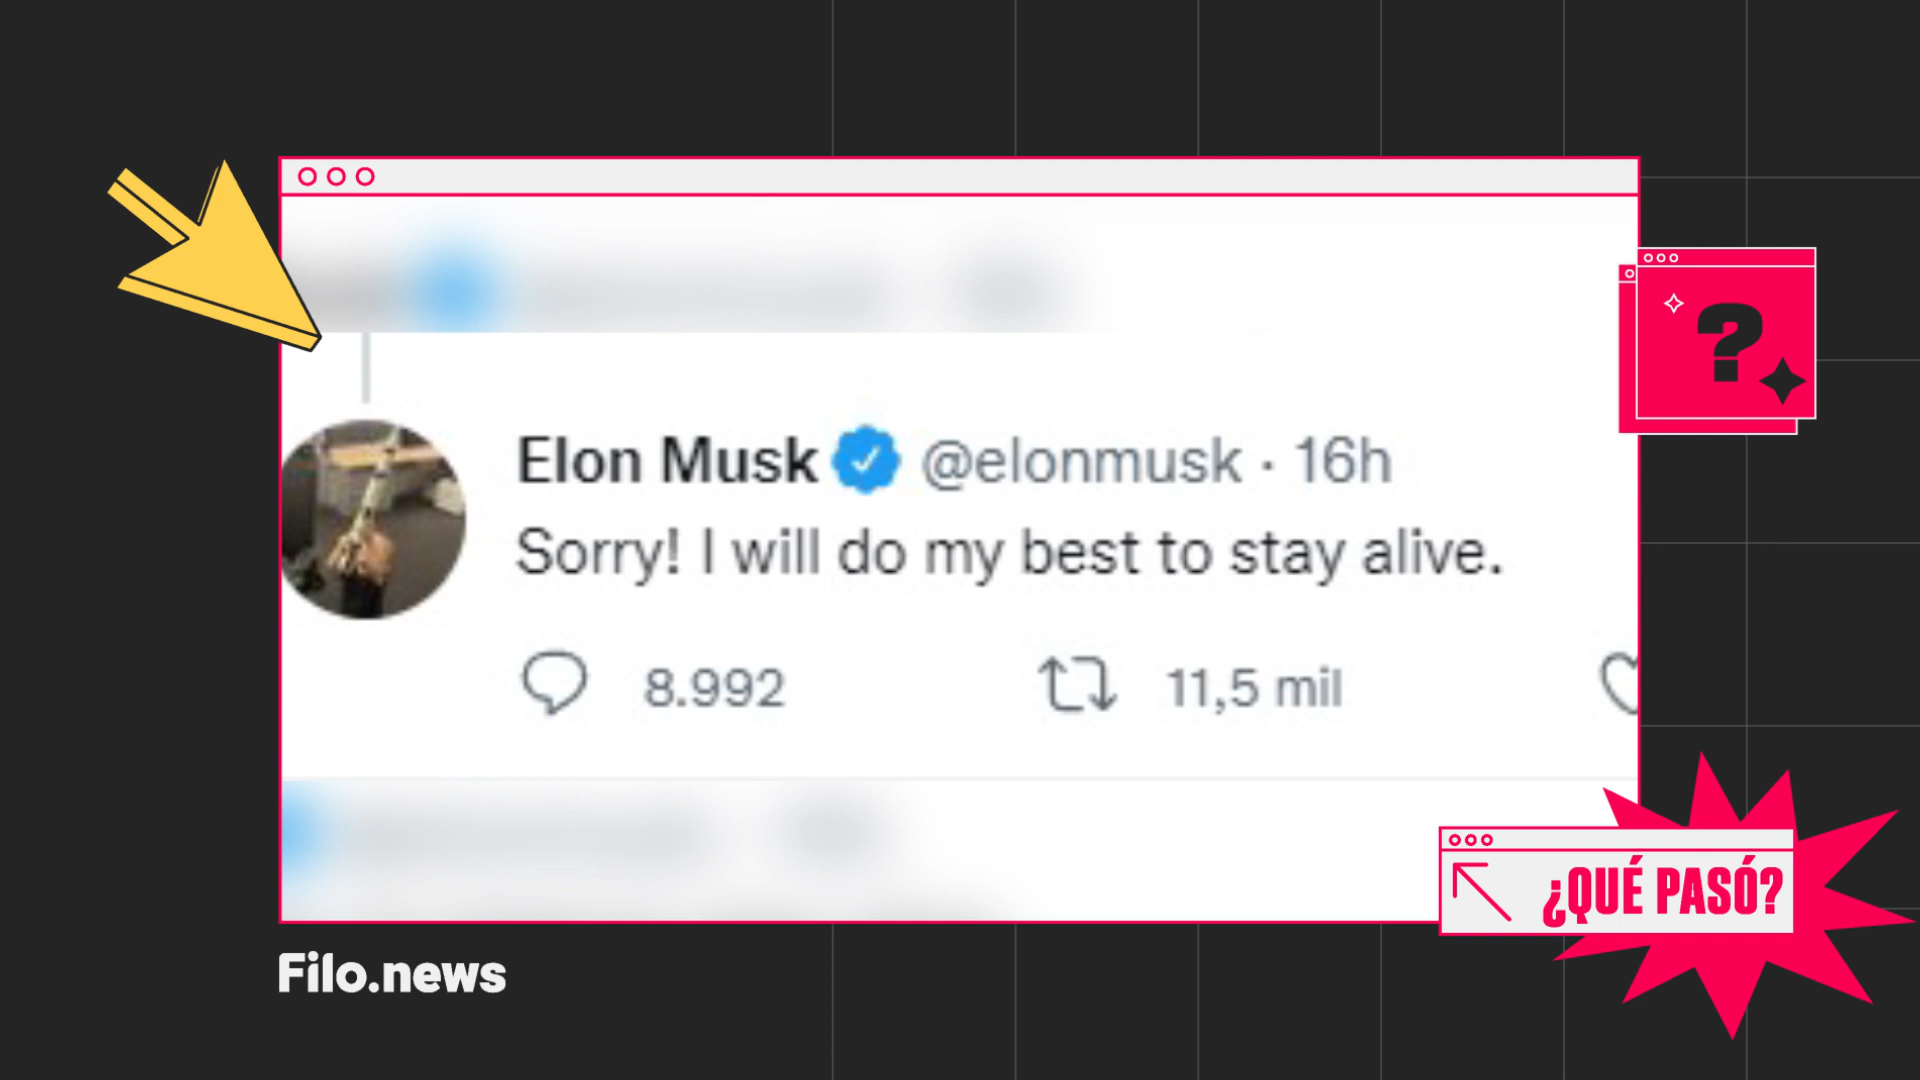 Elon Musk @elonmusk · 16h
Sorry! I will do my best to stay alive.
8.992 11,5 mil
?
¿QUÉ PASÓ?
Filo.news